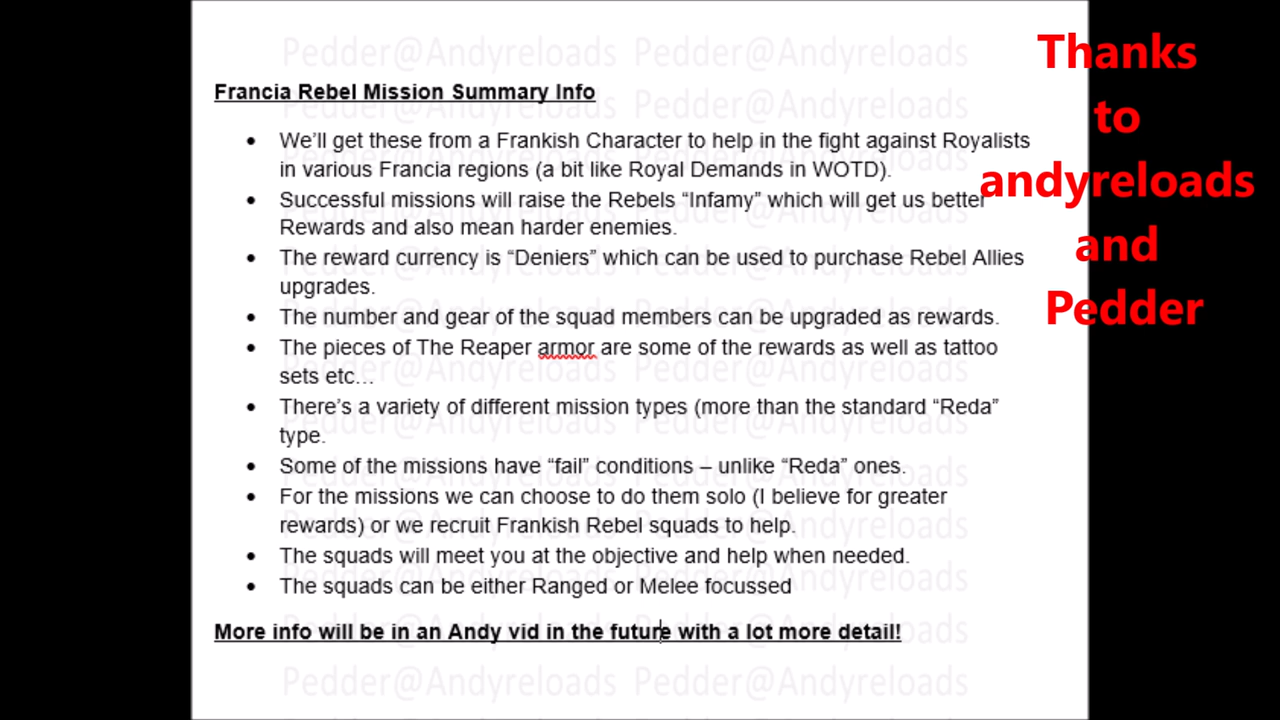 Pedder@Andyreloads Pedder@Andyreloads
Francia Rebel Mission Summary Info
• We’ll get these from a Frankish Character to help in the fight against Royalists
in various Francia regions (a bit like Royal Demands in WOTD).
• Successful missions will raise the Rebels “Infamy” which will get us better
Rewards and also mean harder enemies.
• The reward currency is “Deniers” which can be used to purchase Rebel Allies
upgrades.
• The number and gear of the squad members can be upgraded as rewards.
• The pieces of The Reaper armor are some of the rewards as well as tattoo
sets etc…
• There’s a variety of different mission types (more than the standard “Reda”
type.
• Some of the missions have “fail” conditions – unlike “Reda” ones.
• For the missions we can choose to do them solo (I believe for greater
rewards) or we recruit Frankish Rebel squads to help.
• The squads will meet you at the objective and help when needed.
• The squads can be either Ranged or Melee focussed
More info will be in an Andy vid in the future with a lot more detail!
Pedder@Andyreloads Pedder@Andyreloads
Thanks
to
andyreloads
and
Pedder